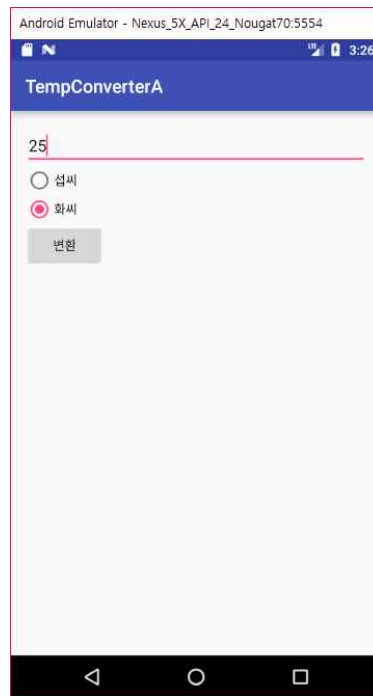 Android Emulator - Nexus_5X_API_24_Nougat70:5554
3:26
TempConverterA
25
섭씨
화씨
변환